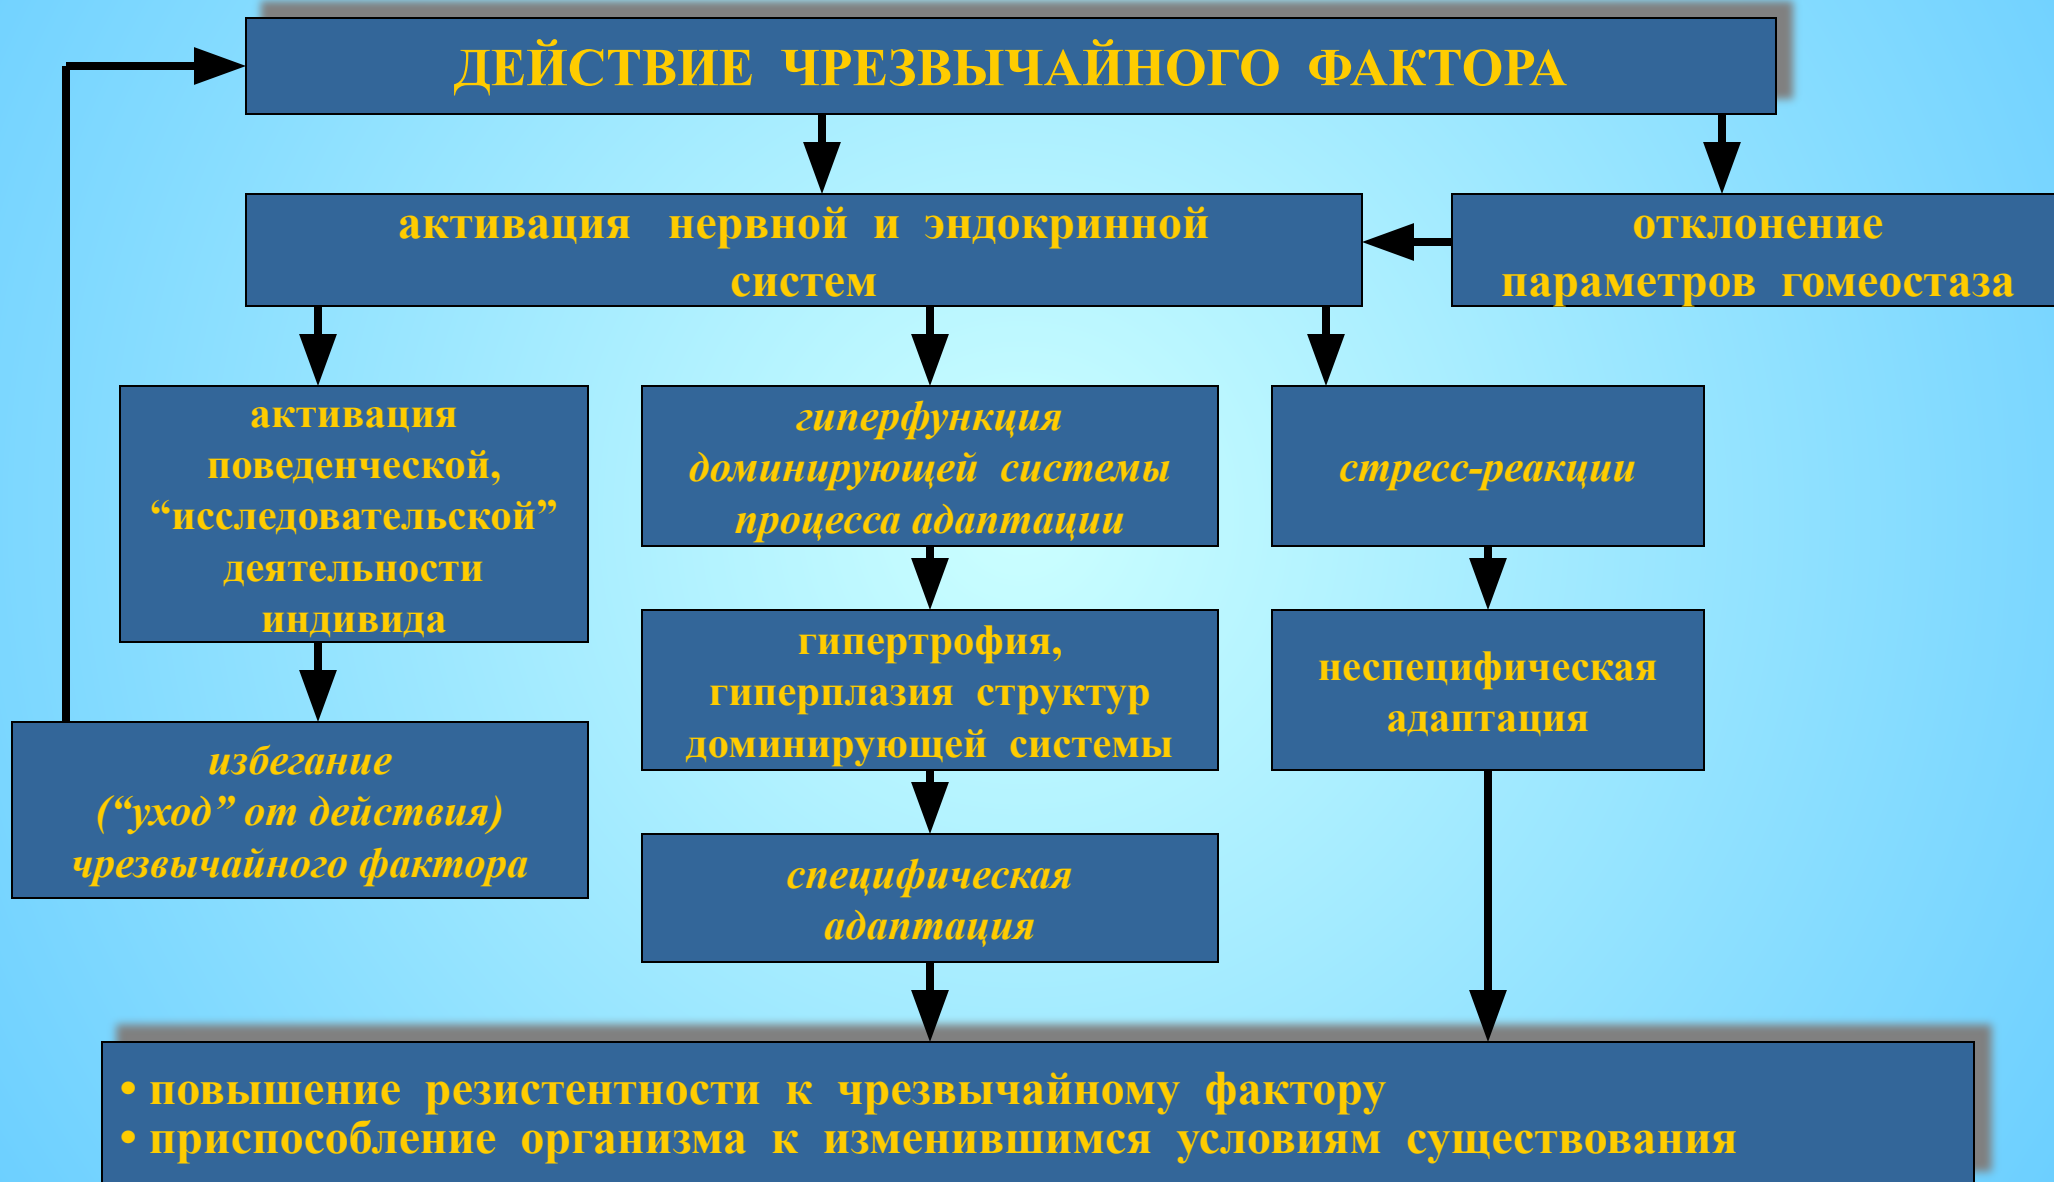 ДЕЙСТВИЕ ЧРЕЗВЫЧАЙНОГО ФАКТОРА
активация нервной и эндокринной
систем
отклонение
параметров гомеостаза
активация
поведенческой,
“исследовательской”
деятельности
индивида
гиперфункция
доминирующей системы
процесса адаптации
стресс-реакции
гипертрофия,
гиперплазия структур
доминирующей системы
неспецифическая
адаптация
избегание
(“уход” от действия)
чрезвычайного фактора
специфическая
адаптация
• повышение резистентности к чрезвычайному фактору
• приспособление организма к изменившимся условиям существования